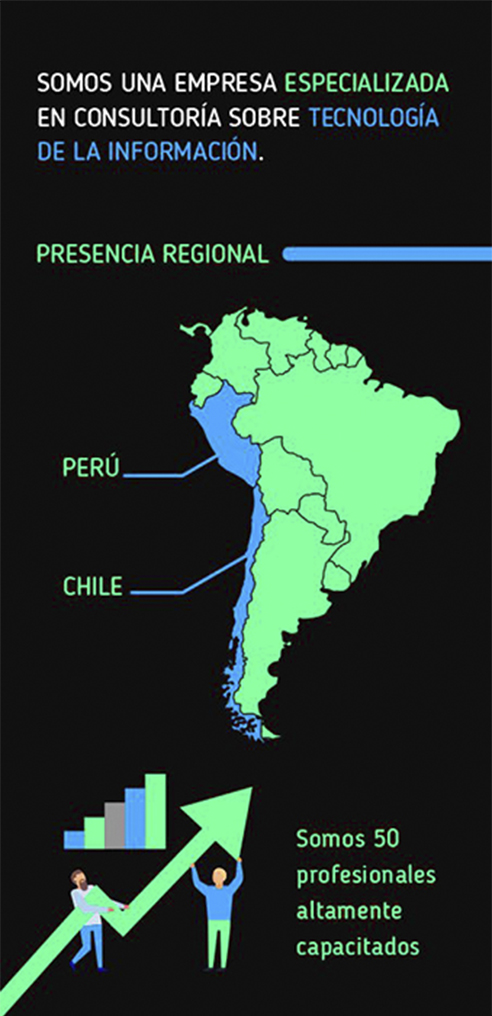 SOMOS UNA EMPRESA ESPECIALIZADA
EN CONSULTORÍA SOBRE TECNOLOGÍA
DE LA INFORMACIÓN.
PRESENCIA REGIONAL
PERÚ
CHILE
Somos 50
profesionales
altamente
capacitados